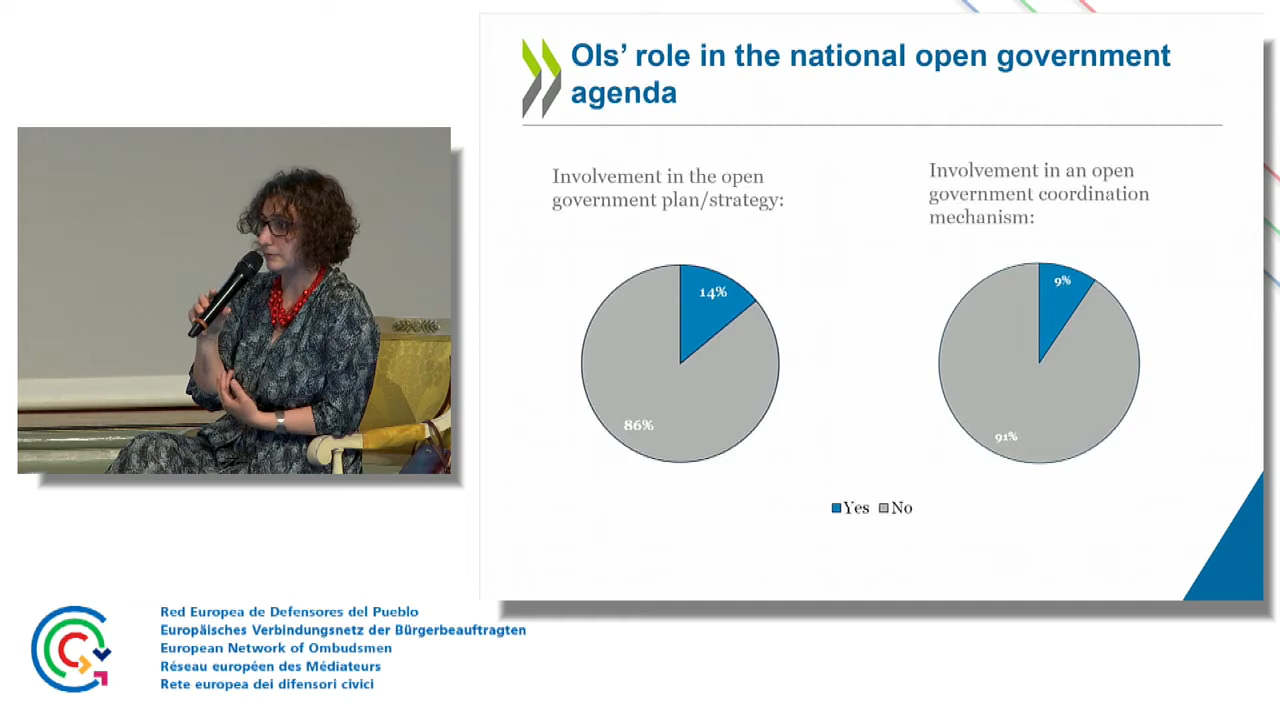 OIs' role in the national open government
agenda
Involvement in the open
government plan/strategy:
Involvement in an open
government coordination
mechanism:
14%
86%
9%
91%
Yes
No
Red Europea de Defensores del Pueblo
Europäisches Verbindungsnetz der Bürgerbeauftragten
European Network of Ombudsmen
Réseau européen des Médiateurs
Rete europea dei difensori civici